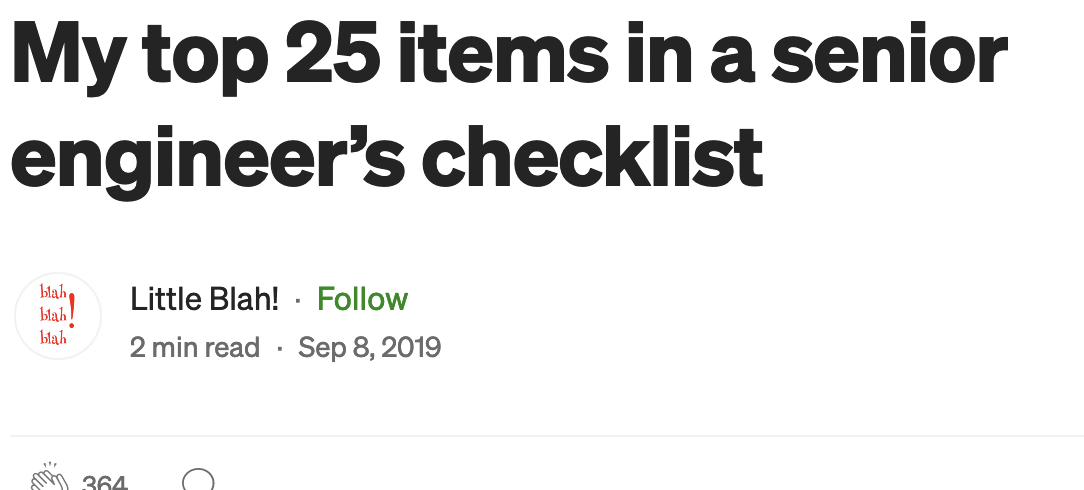 My top 25 items in a senior
engineer’s checklist
blah
blah!
blah
Little Blah! · Follow
2 min read · Sep 8, 2019
364